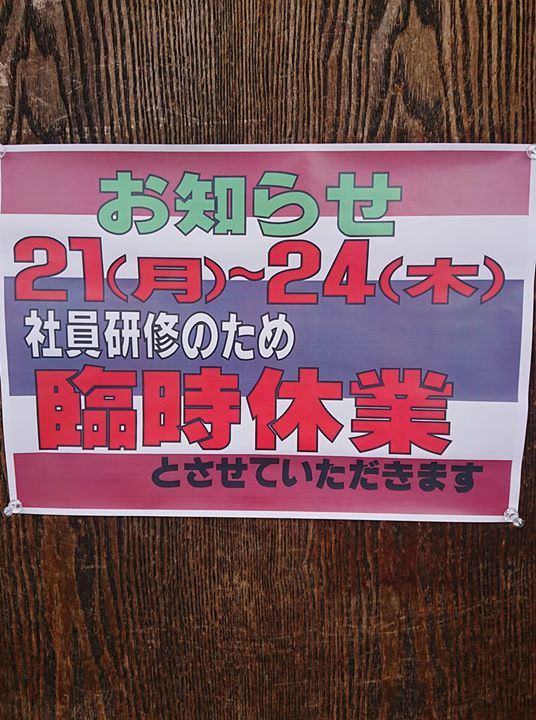 お知らせ
21(月)~24(木)
社員研修のため
臨時休業
とさせていただきます